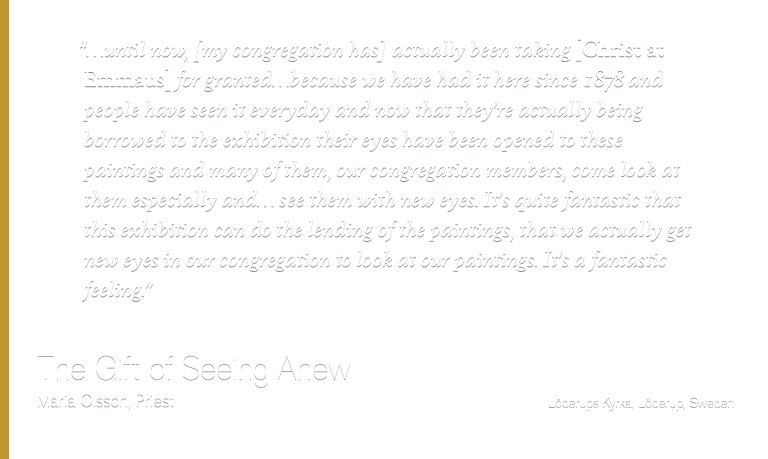 “…until now, [my congregation has] actually been taking [Christ at
Emmaus] for granted…because we have had it here since 1878 and
people have seen it everyday and now that they’re actually being
borrowed to the exhibition their eyes have been opened to these
paintings and many of them, our congregation members, come look at
them especially and… see them with new eyes. It’s quite fantastic that
this exhibition can do the lending of the paintings, that we actually get
new eyes in our congregation to look at our paintings. It’s a fantastic
feeling.”
The Gift of Seeing Anew
Maria Olsson, Priest
Löderups Kyrka, Löderup, Sweden